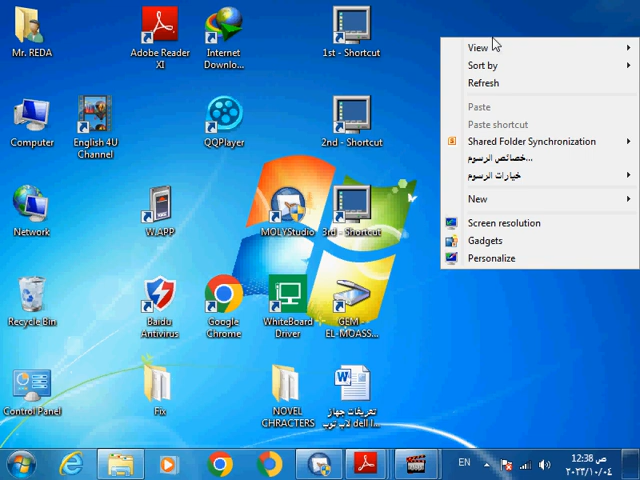 Mr. REDA
Adobe Reader
XI
Internet
Downlo...
1st - Shortcut
Computer
English 4U
Channel
QQPlayer
2nd - Shortcut
Network
W.APP
MOLYStudio
3rd - Shortcut
Recycle Bin
Baidu
Antivirus
Google
Chrome
WhiteBoard
Driver
GEM -
EL-MOASS...
Control Panel
Fix
NOVEL
CHRACTERS
تعريفات جهاز
لاب توب dell l...
View
Sort by
Refresh
Paste
Paste shortcut
Shared Folder Synchronization
خصائص الرسوم...
خيارات الرسوم
New
Screen resolution
Gadgets
Personalize
EN
12:38 ص
٢٠٢٣/١٠/٠٤